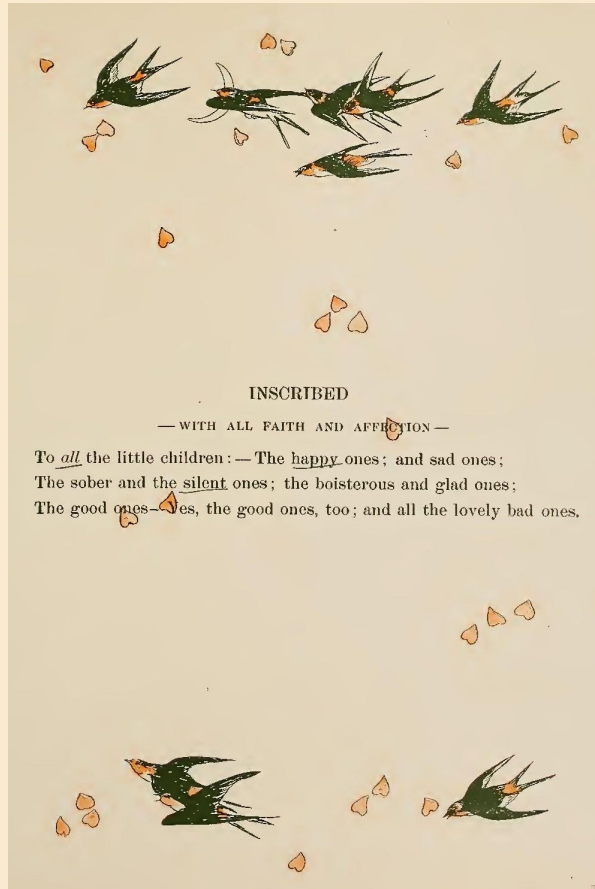 INSCRIBED
— WITH ALL FAITH AND AFFECTION —
To all the little children: — The happy ones; and sad ones;
The sober and the silent ones; the boisterous and glad ones;
The good ones — Yes, the good ones, too; and all the lovely bad ones.